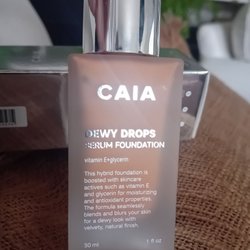 CAIA
DEWY DROPS
SERUM FOUNDATION
vitamin E+glycerin
This hybrid foundation is
boosted with skincare
actives such as vitamin E
and glycerin for moisturizing
and antioxidant properties.
The formula seamlessly
blends and blurs your skin
for a dewy look with
velvety, natural finish.
30 ml
1 fl oz